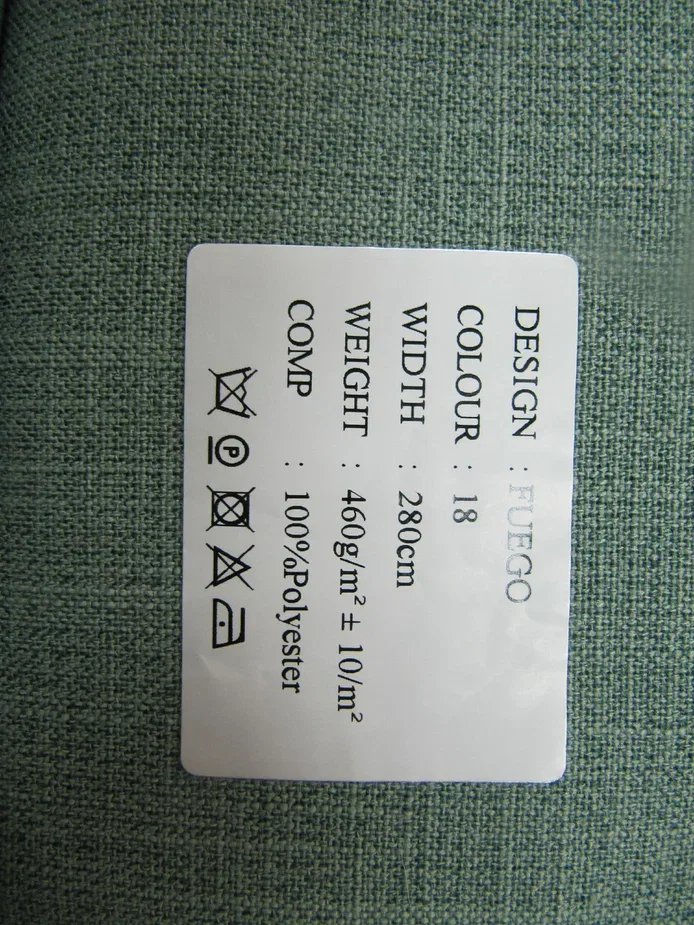 DESIGN : FUEGO
COLOUR : 18
WIDTH : 280cm
WEIGHT : 460g/m² ± 10/m²
COMP : 100%Polyester
P